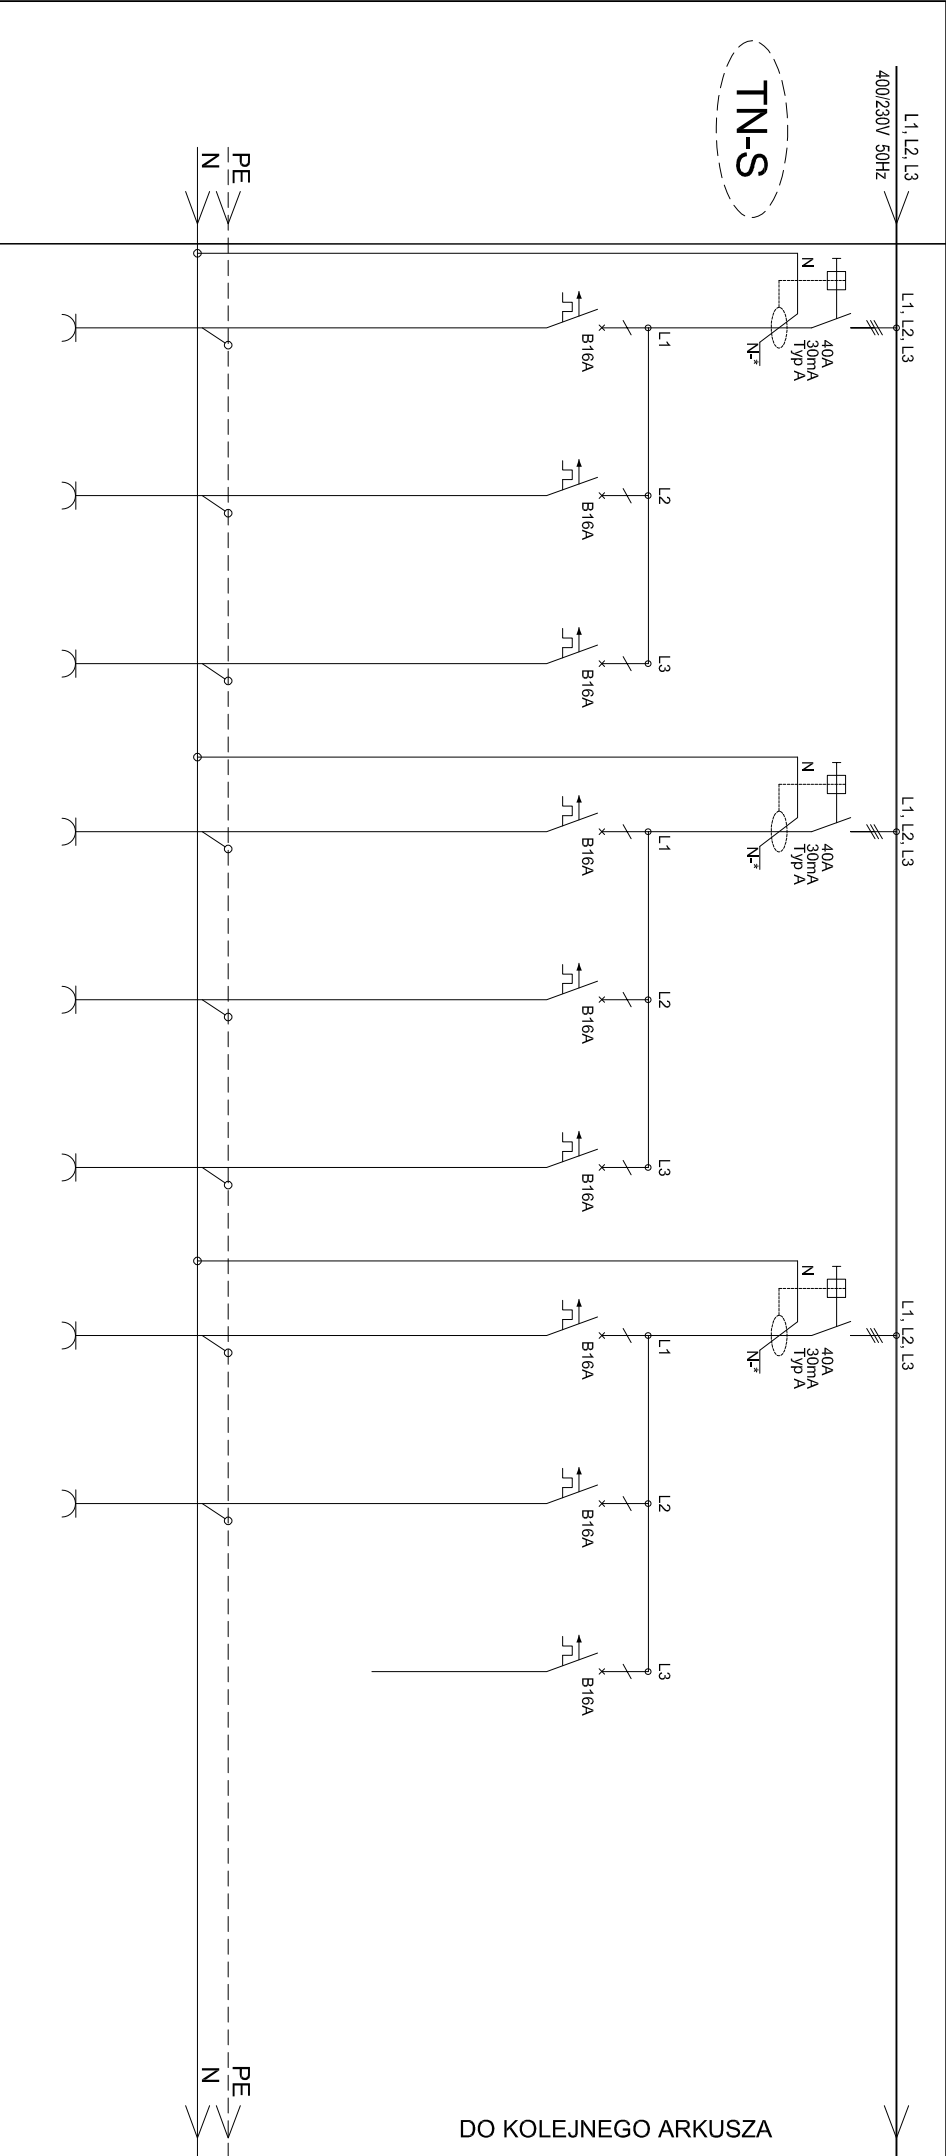 L1, L2, L3
400/230V 50Hz
TN-S
PE
N
L1, L2, L3
N
40A
30mA
Typ A
N-*
L1
B16A
L2
B16A
L3
B16A
L1, L2, L3
N
40A
30mA
Typ A
N-*
L1
B16A
L2
B16A
L3
B16A
L1, L2, L3
N
40A
30mA
Typ A
N-*
L1
B16A
L2
B16A
L3
B16A
PE
N
DO KOLEJNEGO ARKUSZA